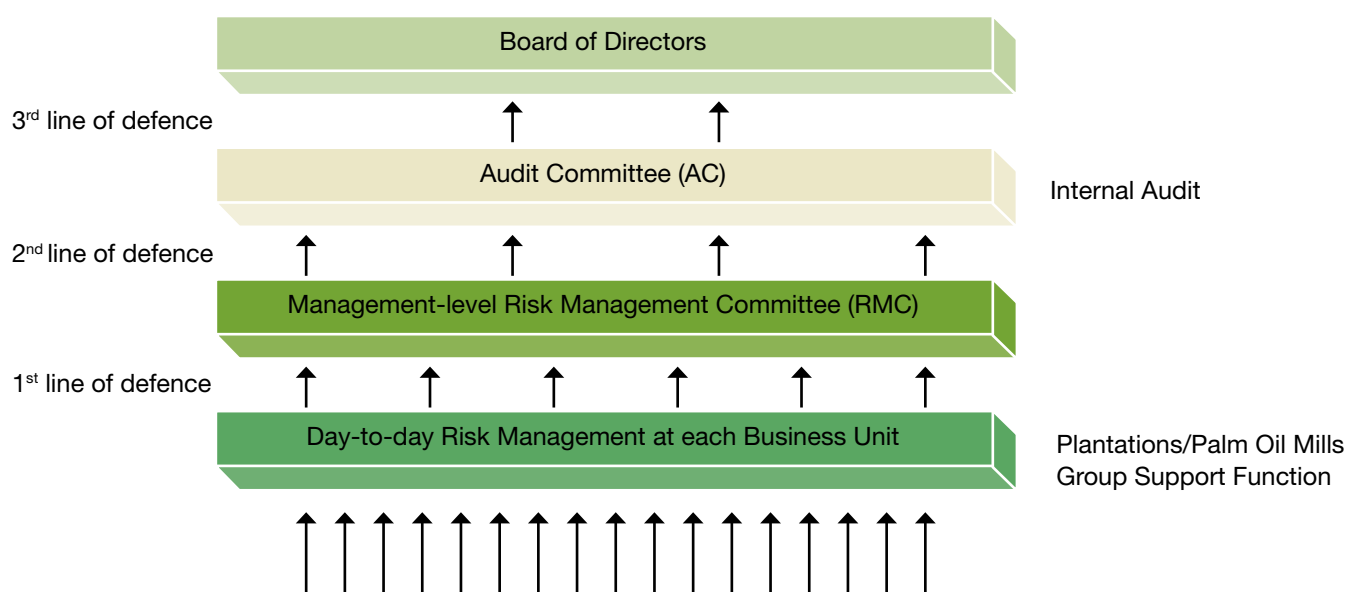 Board of Directors
3rd line of defence
Audit Committee (AC)
Internal Audit
2nd line of defence
Management-level Risk Management Committee (RMC)
1st line of defence
Day-to-day Risk Management at each Business Unit
Plantations/Palm Oil Mills
Group Support Function